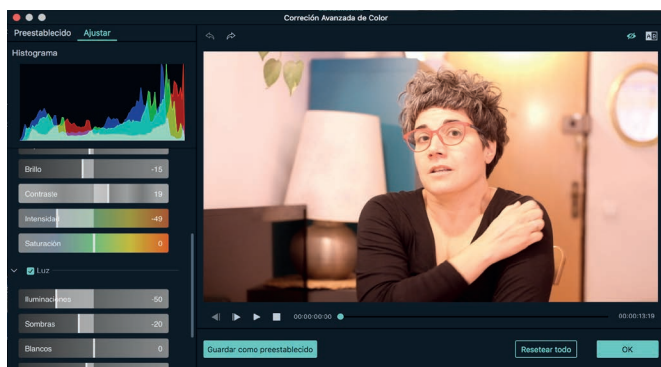 Correción Avanzada de Color
Preestablecido Ajustar
Histograma
Brillo -15
Contraste 19
Intensidad -49
Saturación 0
Luz
Iluminaciones -50
Sombras -20
Blancos 0
00:00:00:00 00:00:13:19
Guardar como preestablecido Resetear todo OK